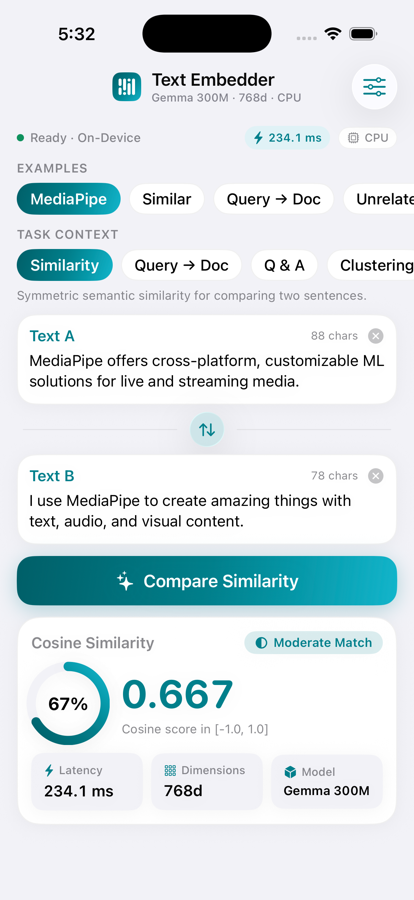 5:32
Text Embedder
Gemma 300M · 768d · CPU
Ready · On-Device
234.1 ms
CPU
EXAMPLES
MediaPipe
Similar
Query → Doc
Unrelate
TASK CONTEXT
Similarity
Query → Doc
Q & A
Clustering
Symmetric semantic similarity for comparing two sentences.
Text A
88 chars
MediaPipe offers cross-platform, customizable ML
solutions for live and streaming media.
Text B
78 chars
I use MediaPipe to create amazing things with
text, audio, and visual content.
Compare Similarity
Cosine Similarity
Moderate Match
67%
0.667
Cosine score in [-1.0, 1.0]
Latency
234.1 ms
Dimensions
768d
Model
Gemma 300M